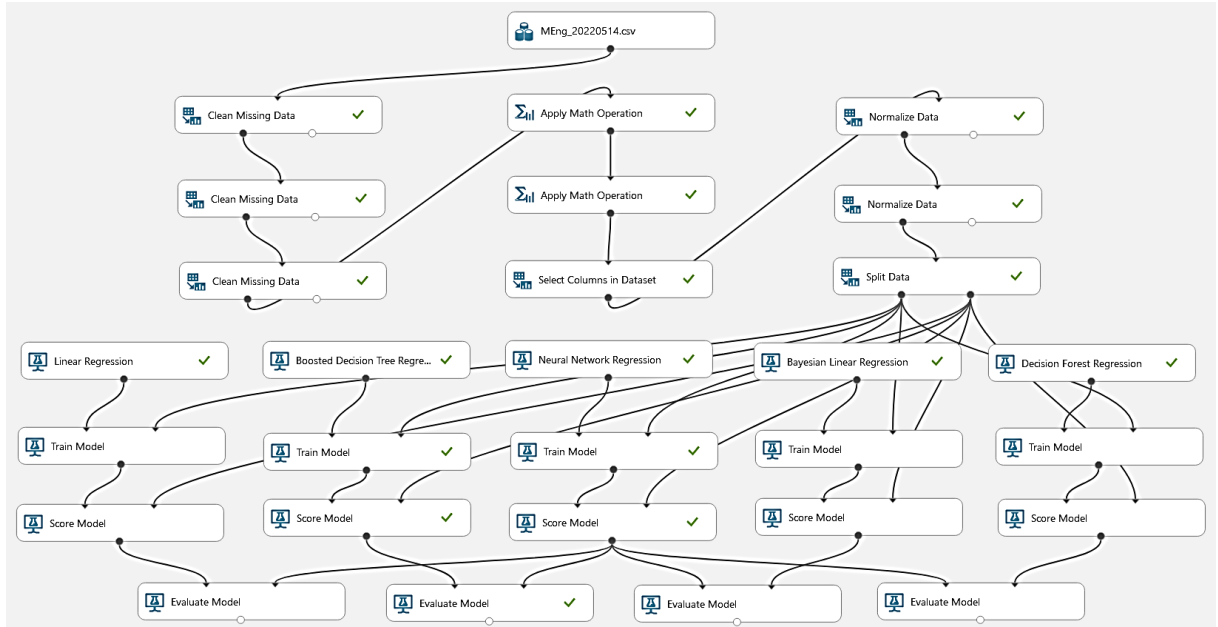 MEng_20220514.csv
Clean Missing Data
Apply Math Operation
Normalize Data
Clean Missing Data
Apply Math Operation
Normalize Data
Clean Missing Data
Select Columns in Dataset
Split Data
Linear Regression
Boosted Decision Tree Regre...
Neural Network Regression
Bayesian Linear Regression
Decision Forest Regression
Train Model
Train Model
Train Model
Train Model
Train Model
Score Model
Score Model
Score Model
Score Model
Score Model
Evaluate Model
Evaluate Model
Evaluate Model
Evaluate Model